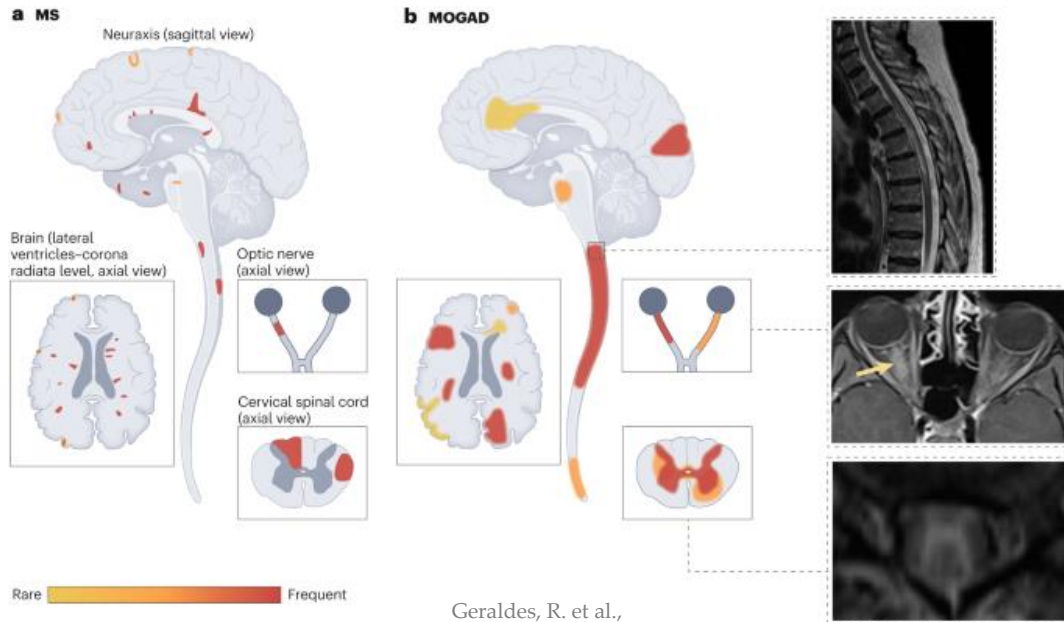 a MS
Neuraxis (sagittal view)
Brain (lateral
ventricles–corona
radiata level, axial view)
Optic nerve
(axial view)
Cervical spinal cord
(axial view)
b MOGAD
Rare
Frequent
Geraldes, R. et al.,